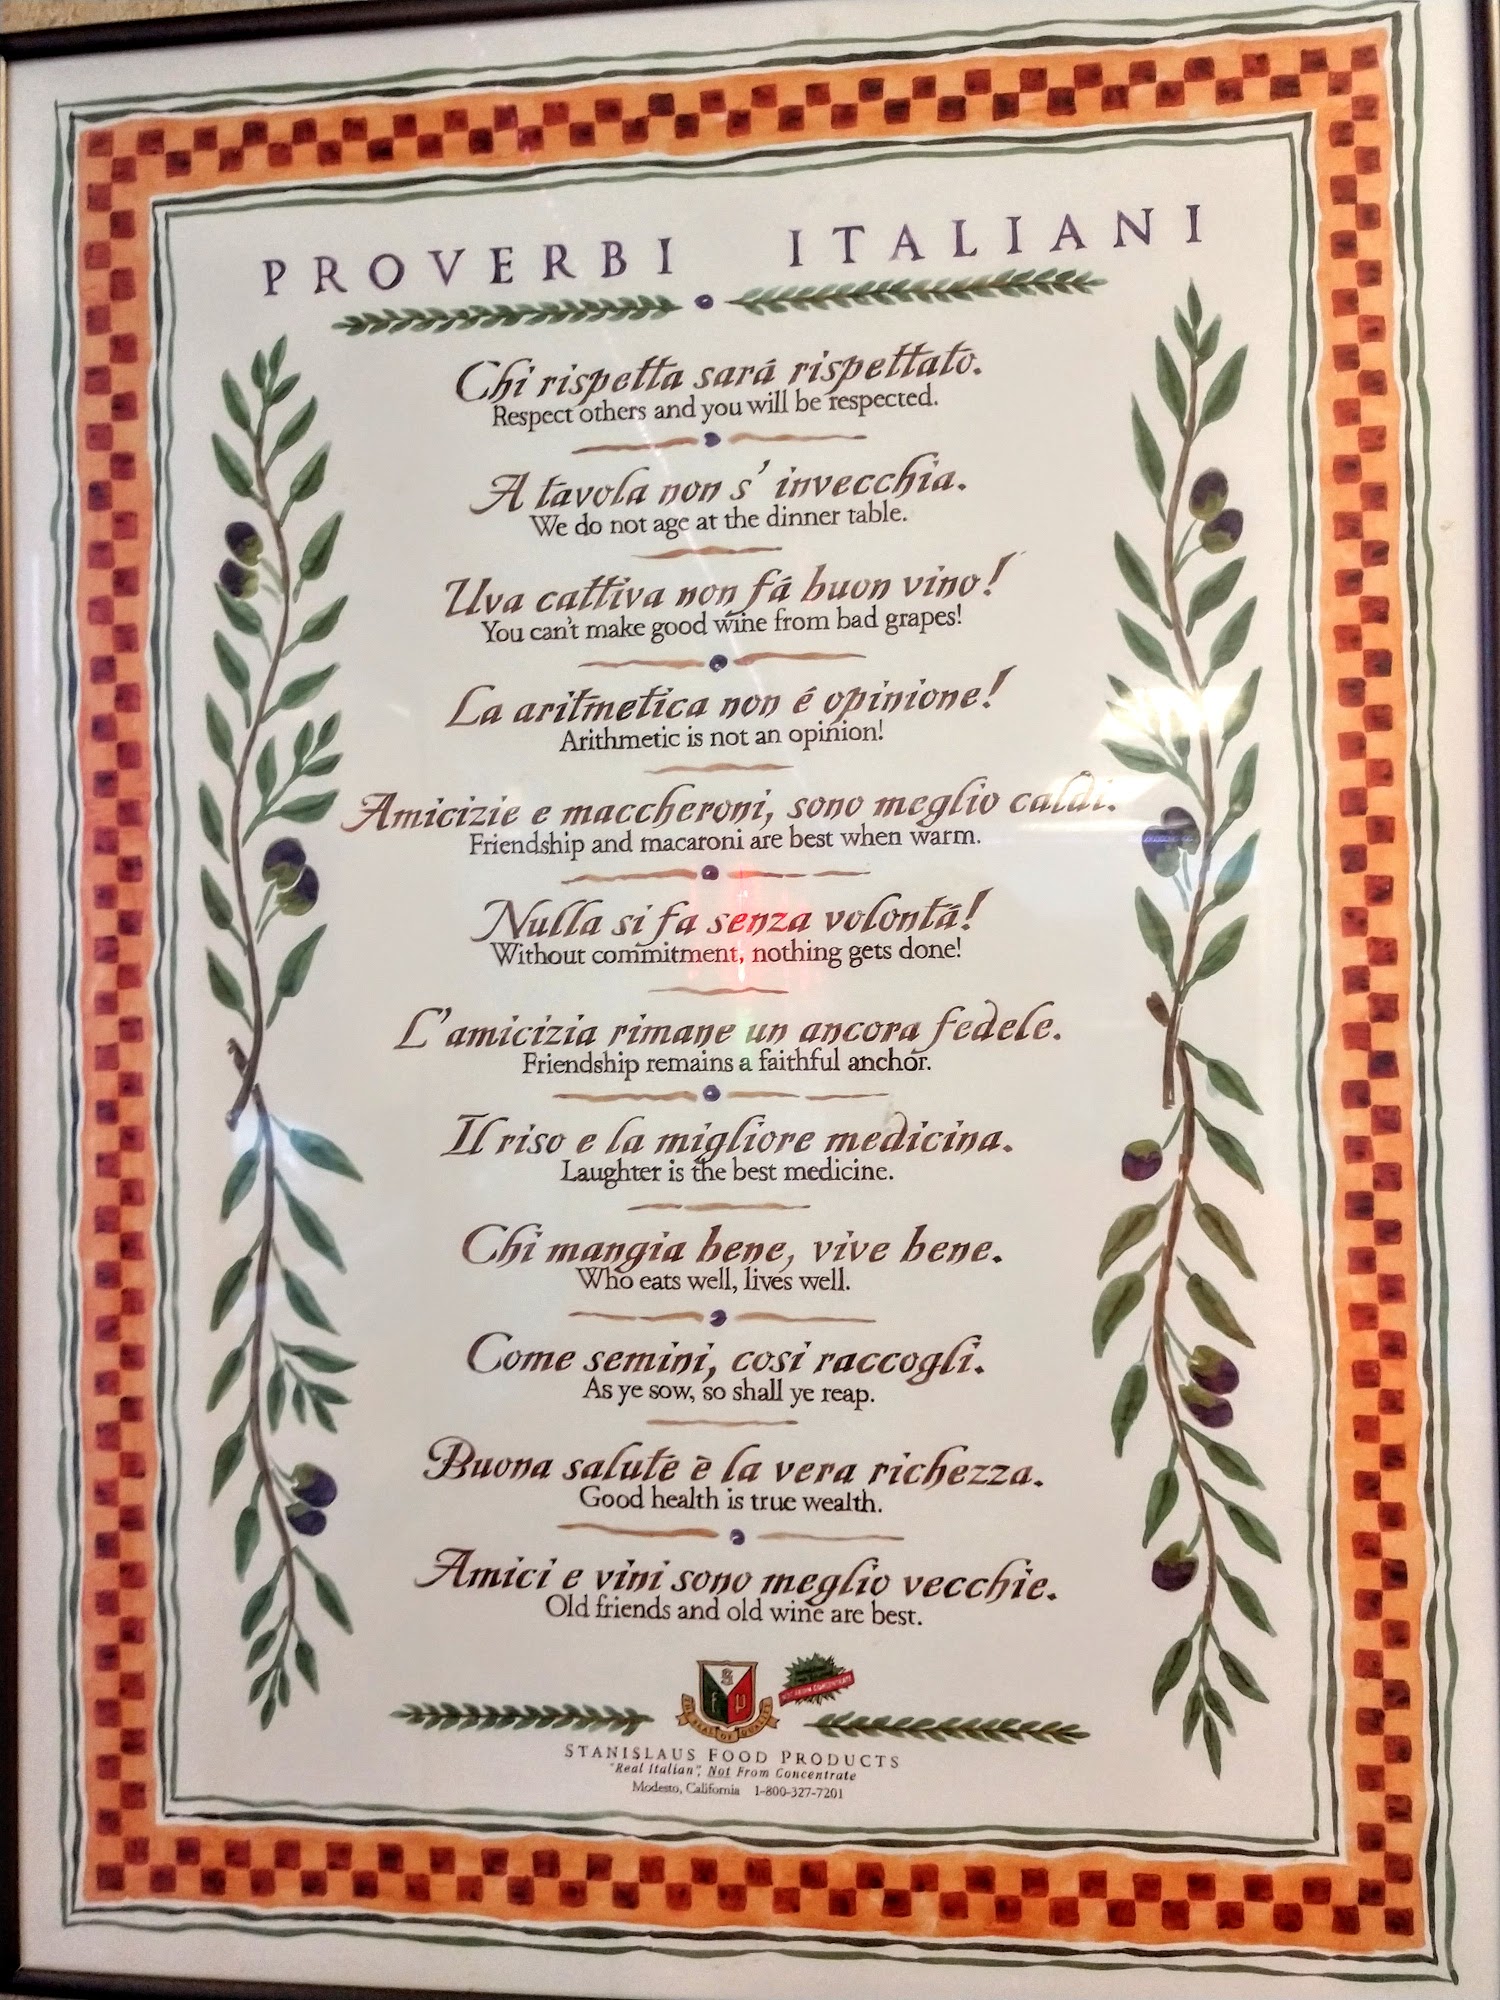 PROVERBI ITALIANI
Chi rispetta sará rispettato.
Respect others and you will be respected.
A tavola non s' invecchia.
We do not age at the dinner table.
Uva cattiva non fá buon vino!
You can't make good wine from bad grapes!
La aritmetica non é opinione!
Arithmetic is not an opinion!
Amicizie e maccheroni, sono meglio caldi.
Friendship and macaroni are best when warm.
Nulla si fa senza volontá!
Without commitment, nothing gets done!
L'amicizia rimane un ancora fedele.
Friendship remains a faithful anchor.
Il riso e la migliore medicina.
Laughter is the best medicine.
Chi mangia bene, vive bene.
Who eats well, lives well.
Come semini, cosi raccogli.
As ye sow, so shall ye reap.
Buona salute è la vera richezza.
Good health is true wealth.
Amici e vini sono meglio vecchie.
Old friends and old wine are best.
S
F P
STANISLAUS FOOD PRODUCTS
"Real Italian", Not From Concentrate
Modesto, California 1-800-327-7201